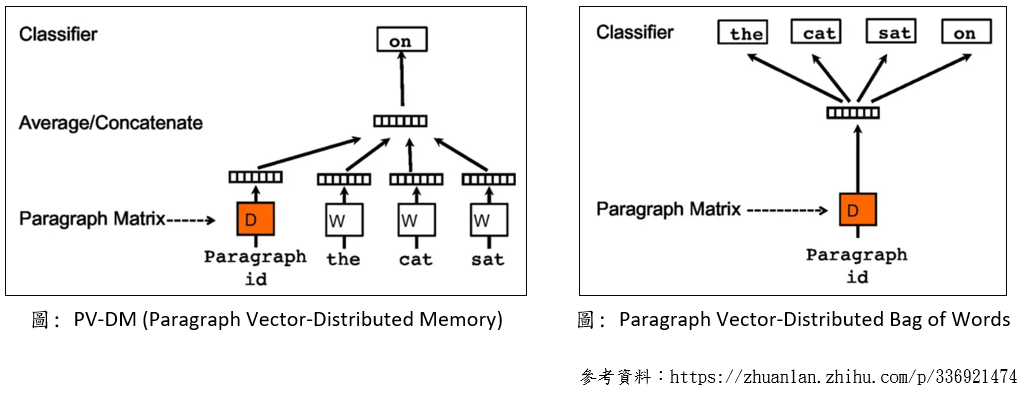 Classifier
on
Average/Concatenate
Paragraph Matrix
D W W W
Paragraph the cat sat
id
圖：PV-DM (Paragraph Vector-Distributed Memory)
Classifier
the cat sat on
Paragraph Matrix
D
Paragraph
id
圖：Paragraph Vector-Distributed Bag of Words
參考資料：https://zhuanlan.zhihu.com/p/336921474